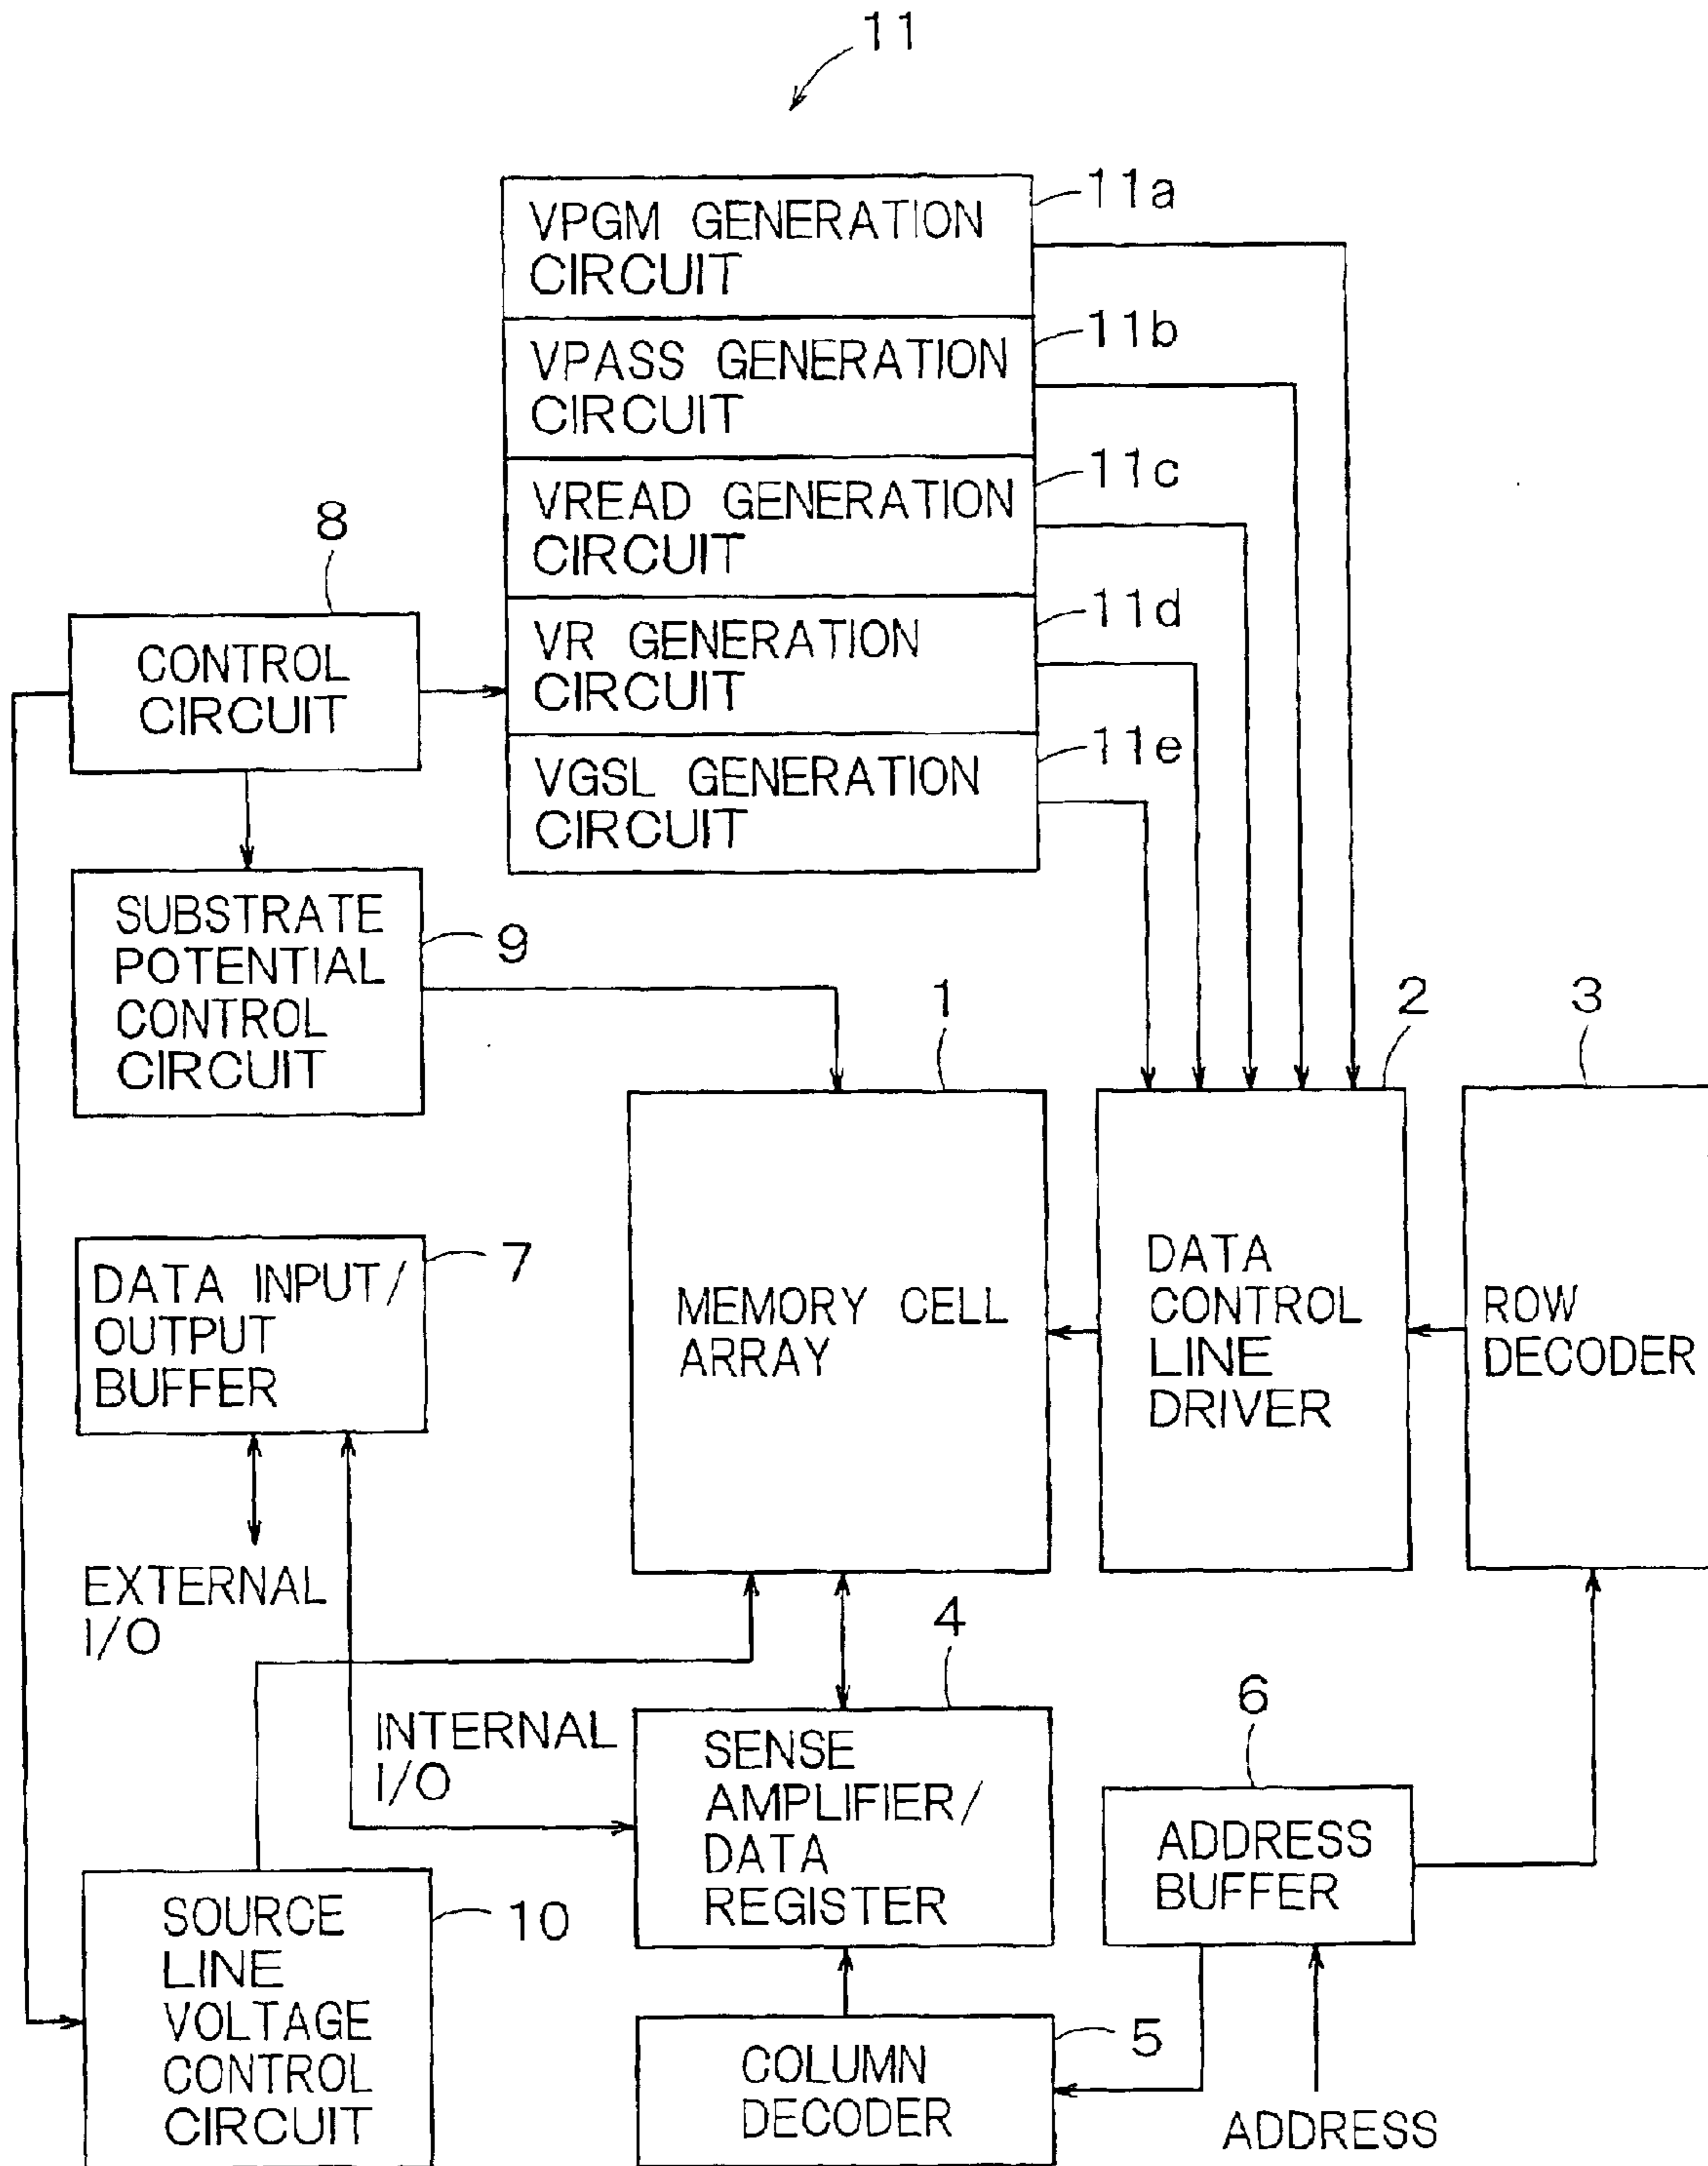 11
VPGM GENERATION
CIRCUIT
11a
VPASS GENERATION
CIRCUIT
11b
VREAD GENERATION
CIRCUIT
11c
VR GENERATION
CIRCUIT
11d
VGSL GENERATION
CIRCUIT
11e
8
CONTROL
CIRCUIT
SUBSTRATE
POTENTIAL
CONTROL
CIRCUIT
9
1
MEMORY CELL
ARRAY
2
DATA
CONTROL
LINE
DRIVER
3
ROW
DECODER
7
DATA INPUT/
OUTPUT
BUFFER
EXTERNAL
I/O
INTERNAL
I/O
4
SENSE
AMPLIFIER/
DATA
REGISTER
6
ADDRESS
BUFFER
10
SOURCE
LINE
VOLTAGE
CONTROL
CIRCUIT
5
COLUMN
DECODER
ADDRESS